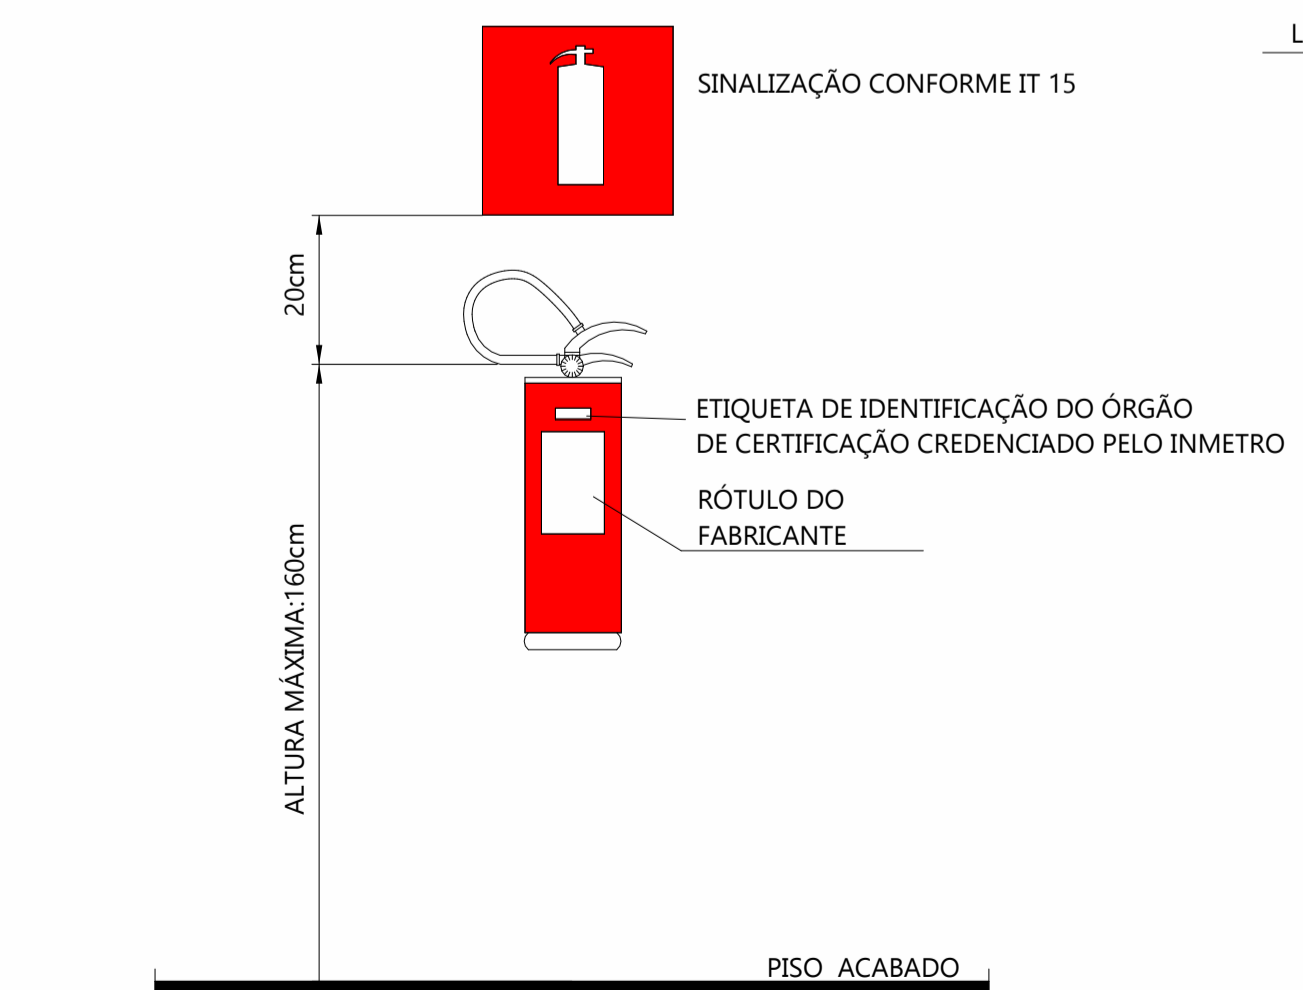 L
SINALIZAÇÃO CONFORME IT 15
20cm
ETIQUETA DE IDENTIFICAÇÃO DO ÓRGÃO
DE CERTIFICAÇÃO CREDENCIADO PELO INMETRO
RÓTULO DO
FABRICANTE
ALTURA MÁXIMA:160cm
PISO ACABADO